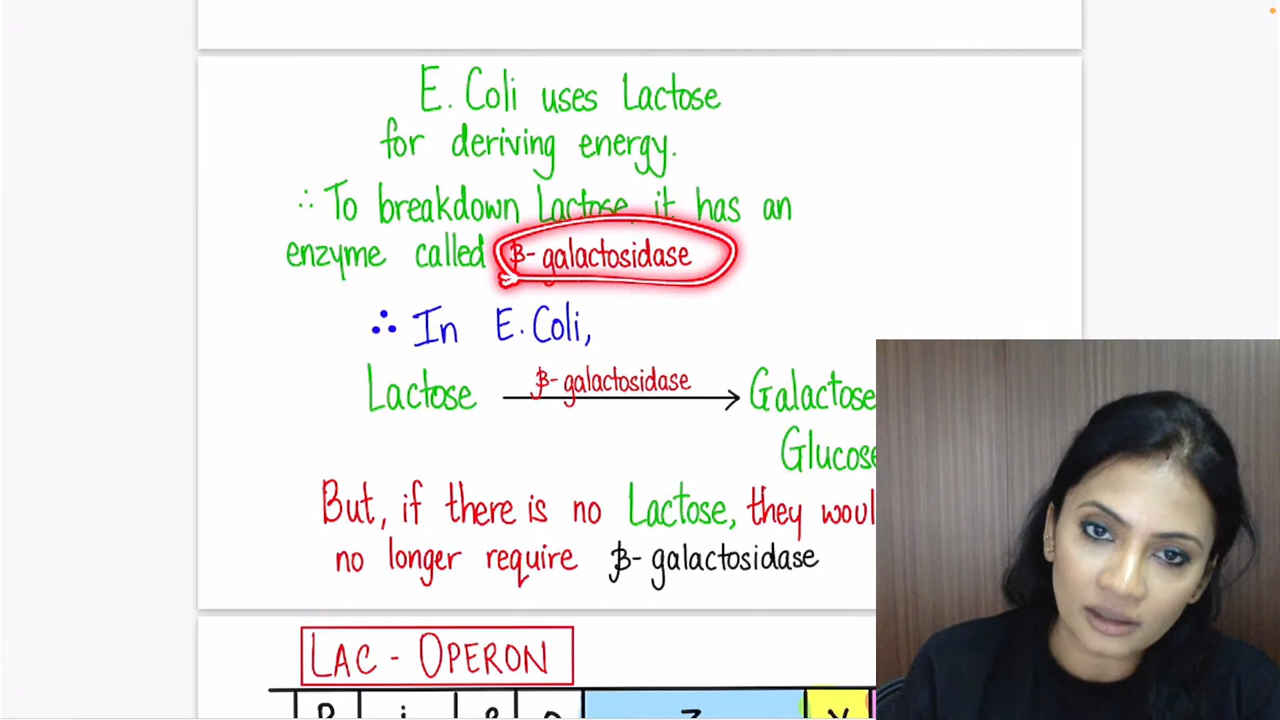 E. Coli uses Lactose
for deriving energy.
∴ To breakdown Lactose, it has an
enzyme called β-galactosidase
∴ In E. Coli,
Lactose β-galactosidase → Galactose
Glucose
But, if there is no Lactose, they woul
no longer require β-galactosidase
LAC - OPERON
P i P O Z Y